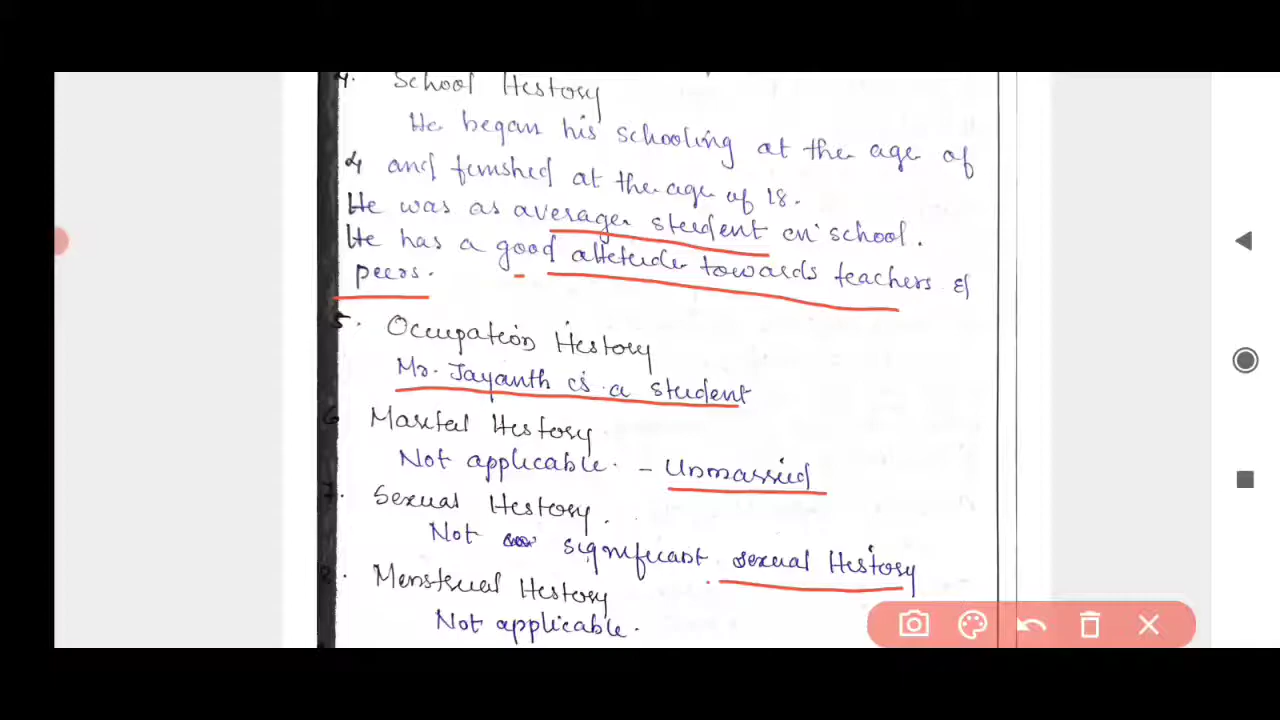 4. School History
He began his schooling at the age of
4 and finished at the age of 18.
He was as average student in school.
He has a good attitude towards teachers &
peers.
5. Occupation History
Mr. Jayanth is a student
6 Marital History
Not applicable. - Unmarried
7. Sexual History.
Not significant sexual History
8. Menstrual History
Not applicable.